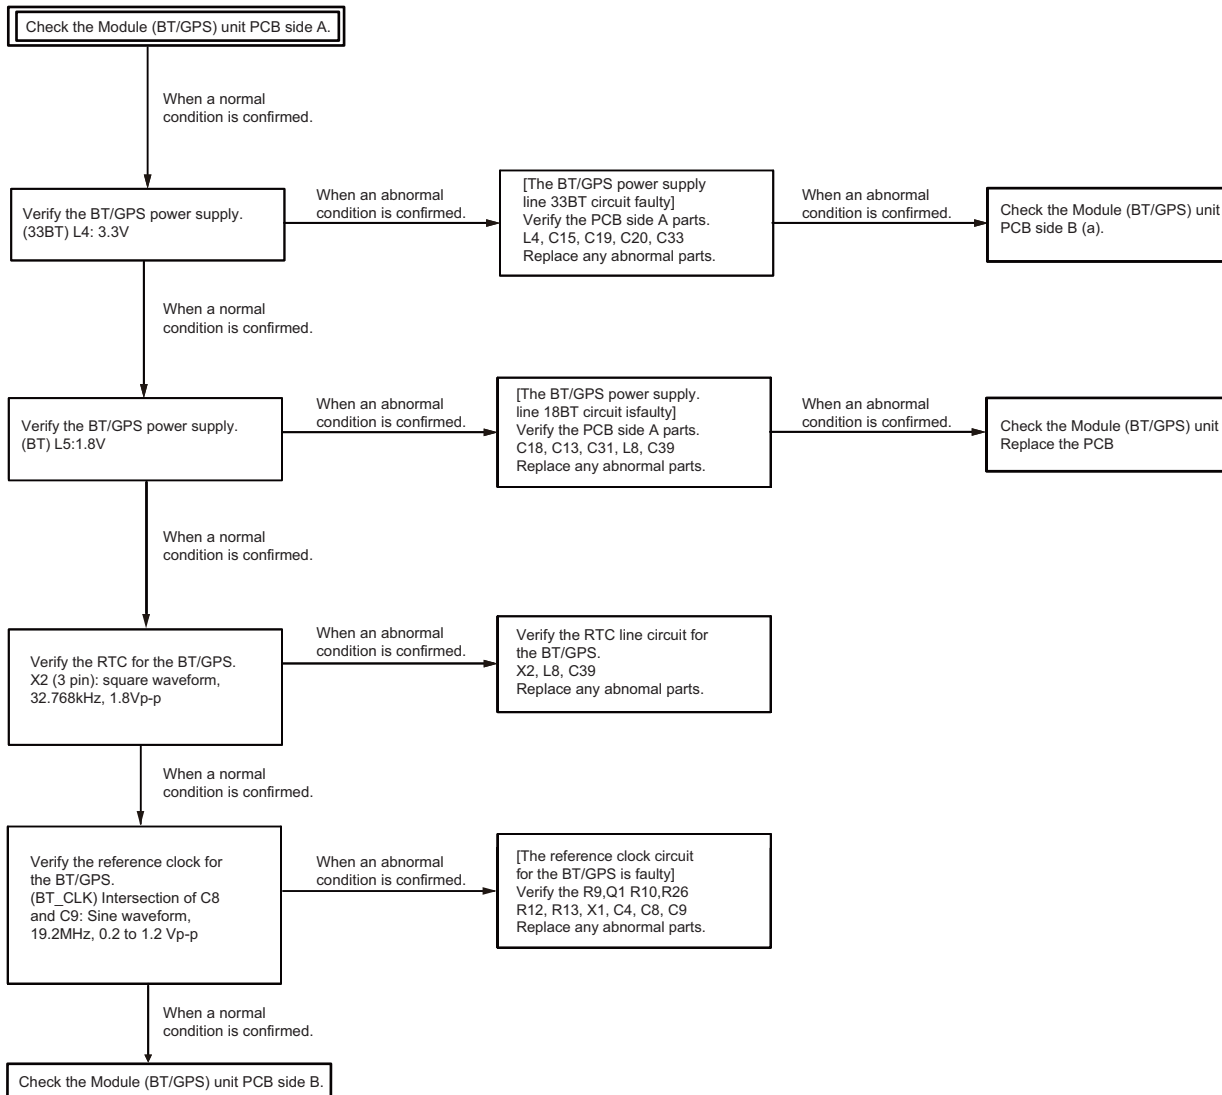 Check the Module (BT/GPS) unit PCB side A.
When a normal
condition is confirmed.
Verify the BT/GPS power supply.
(33BT) L4: 3.3V
When an abnormal
condition is confirmed.
[The BT/GPS power supply
line 33BT circuit faulty]
Verify the PCB side A parts.
L4, C15, C19, C20, C33
Replace any abnormal parts.
When an abnormal
condition is confirmed.
Check the Module (BT/GPS) unit
PCB side B (a).
When a normal
condition is confirmed.
Verify the BT/GPS power supply.
(BT) L5:1.8V
When an abnormal
condition is confirmed.
[The BT/GPS power supply.
line 18BT circuit isfaulty]
Verify the PCB side A parts.
C18, C13, C31, L8, C39
Replace any abnormal parts.
When an abnormal
condition is confirmed.
Check the Module (BT/GPS) unit
Replace the PCB
When a normal
condition is confirmed.
Verify the RTC for the BT/GPS.
X2 (3 pin): square waveform,
32.768kHz, 1.8Vp-p
When an abnormal
condition is confirmed.
Verify the RTC line circuit for
the BT/GPS.
X2, L8, C39
Replace any abnomal parts.
When a normal
condition is confirmed.
Verify the reference clock for
the BT/GPS.
(BT_CLK) Intersection of C8
and C9: Sine waveform,
19.2MHz, 0.2 to 1.2 Vp-p
When an abnormal
condition is confirmed.
[The reference clock circuit
for the BT/GPS is faulty]
Verify the R9,Q1 R10,R26
R12, R13, X1, C4, C8, C9
Replace any abnormal parts.
When a normal
condition is confirmed.
Check the Module (BT/GPS) unit PCB side B.